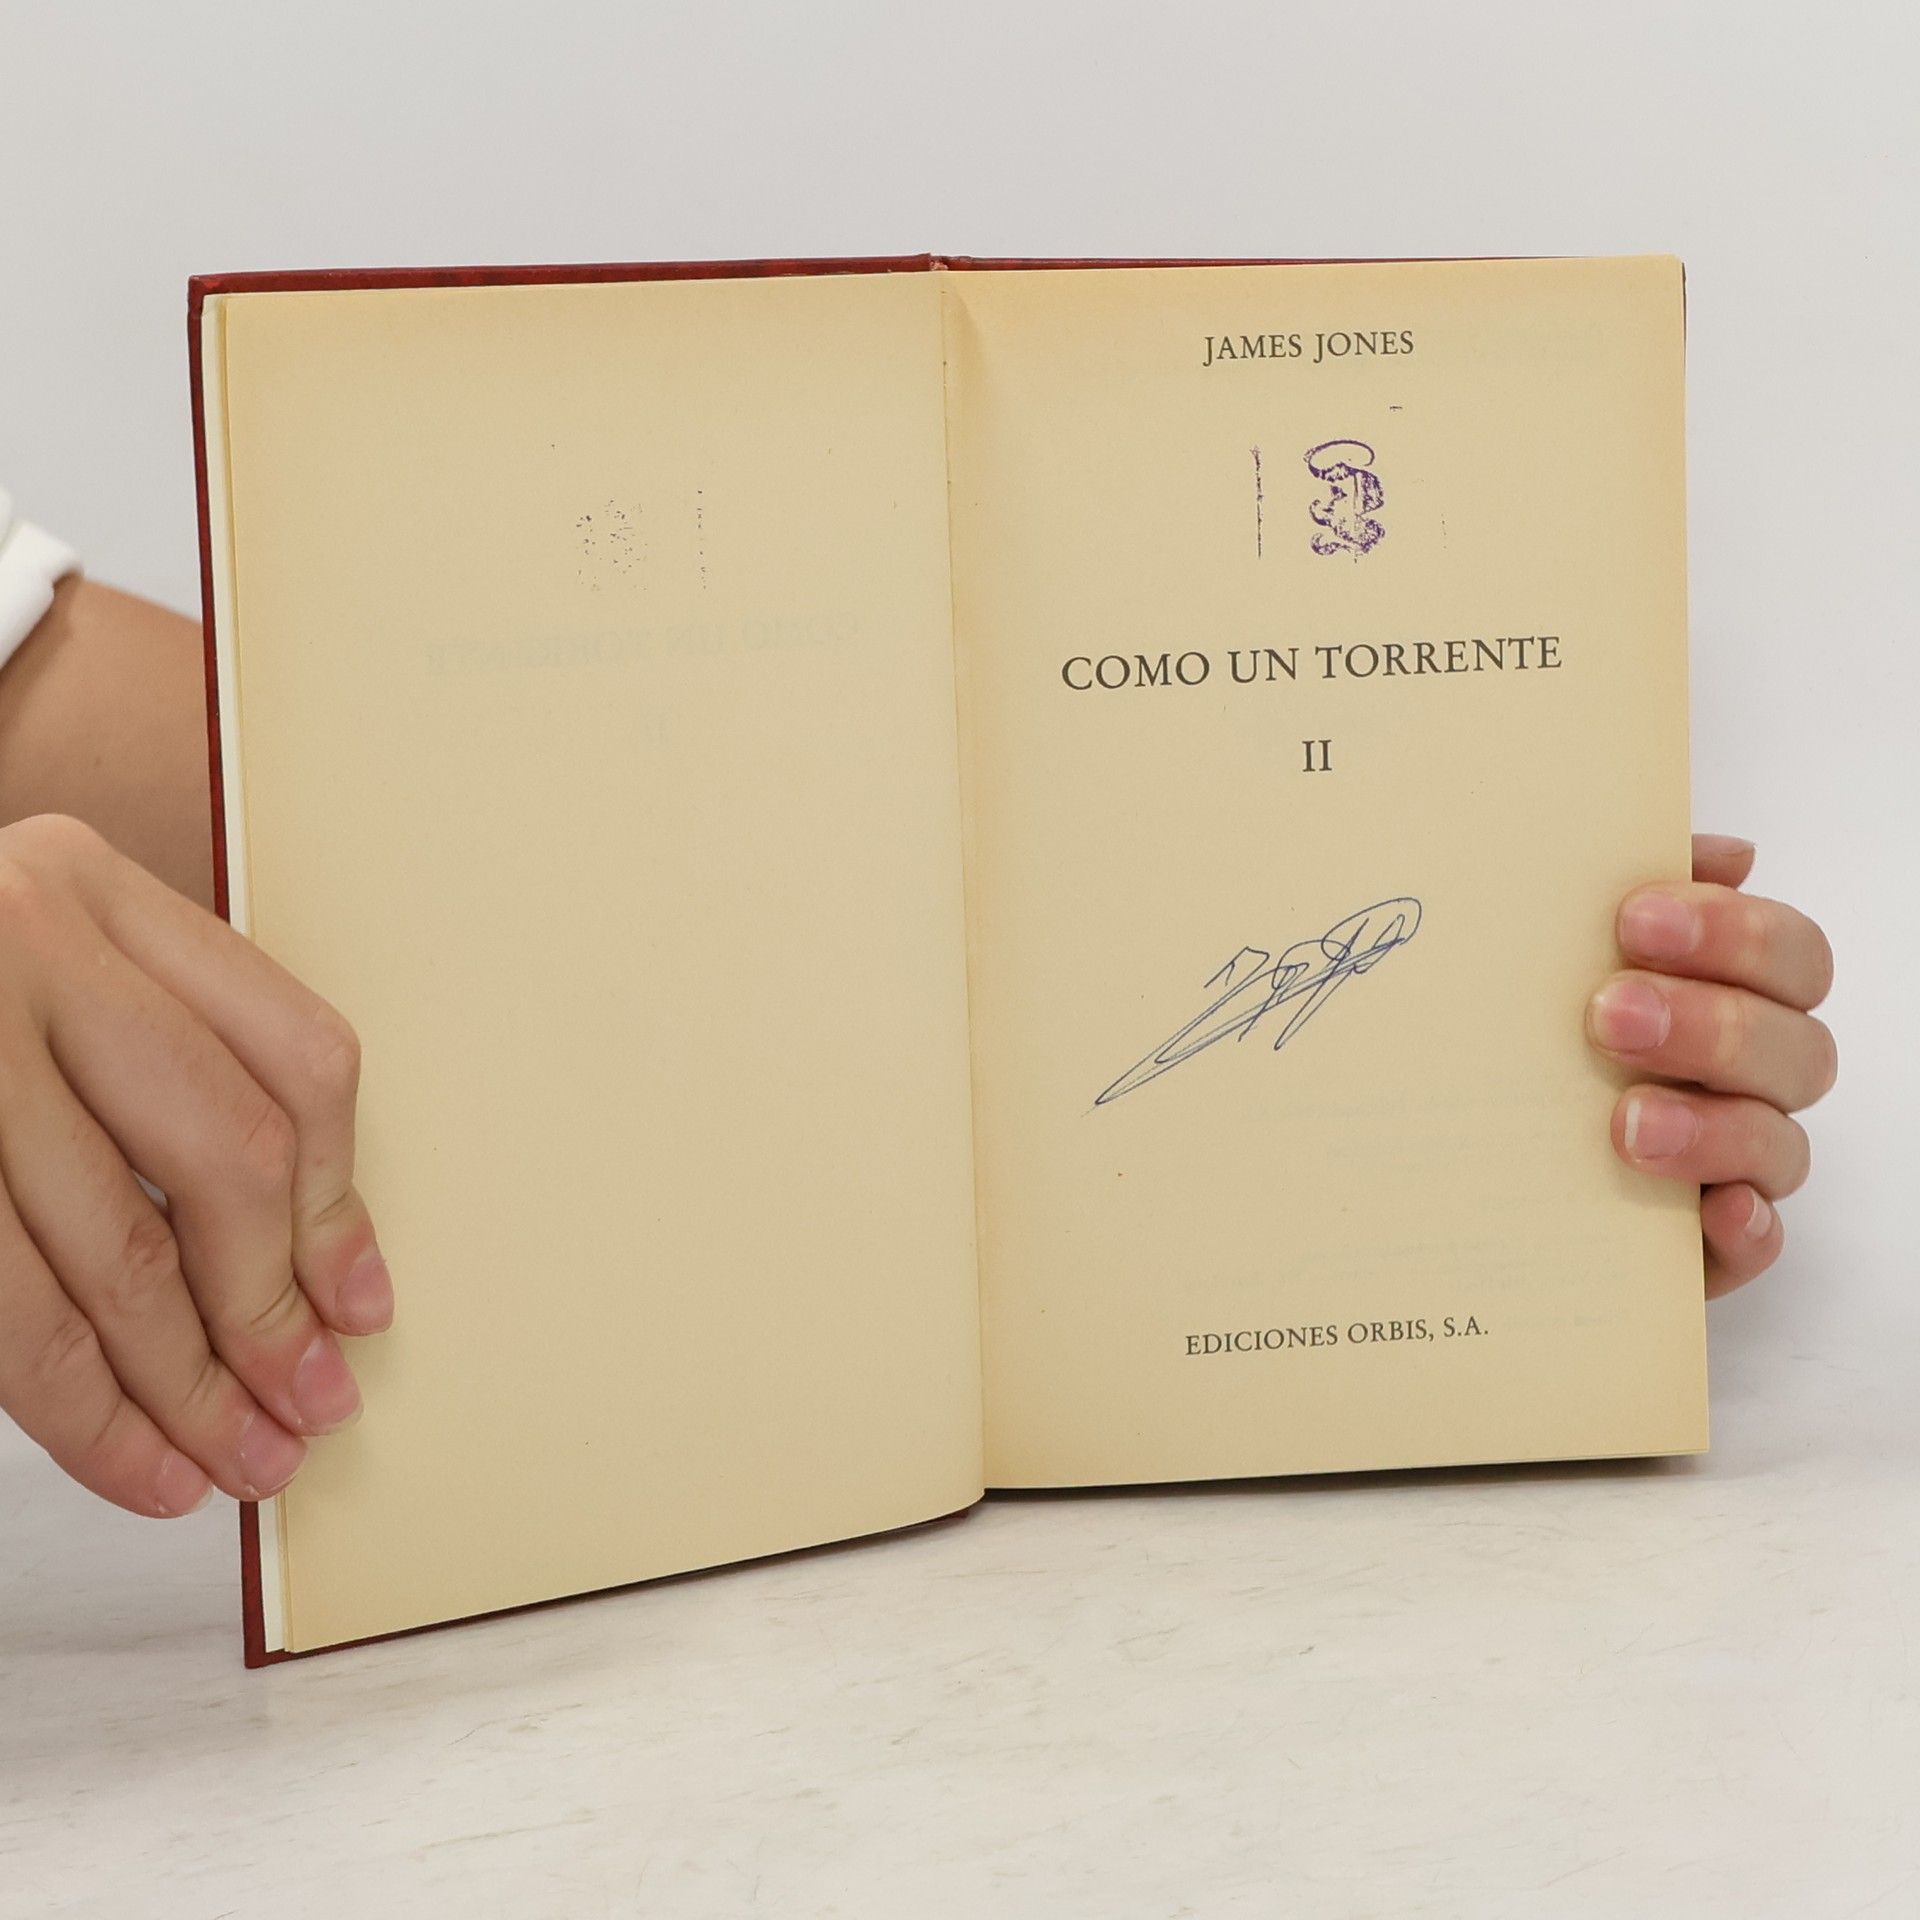 JAMES JONES
COMO UN TORRENTE
II
EDICIONES ORBIS, S.A.